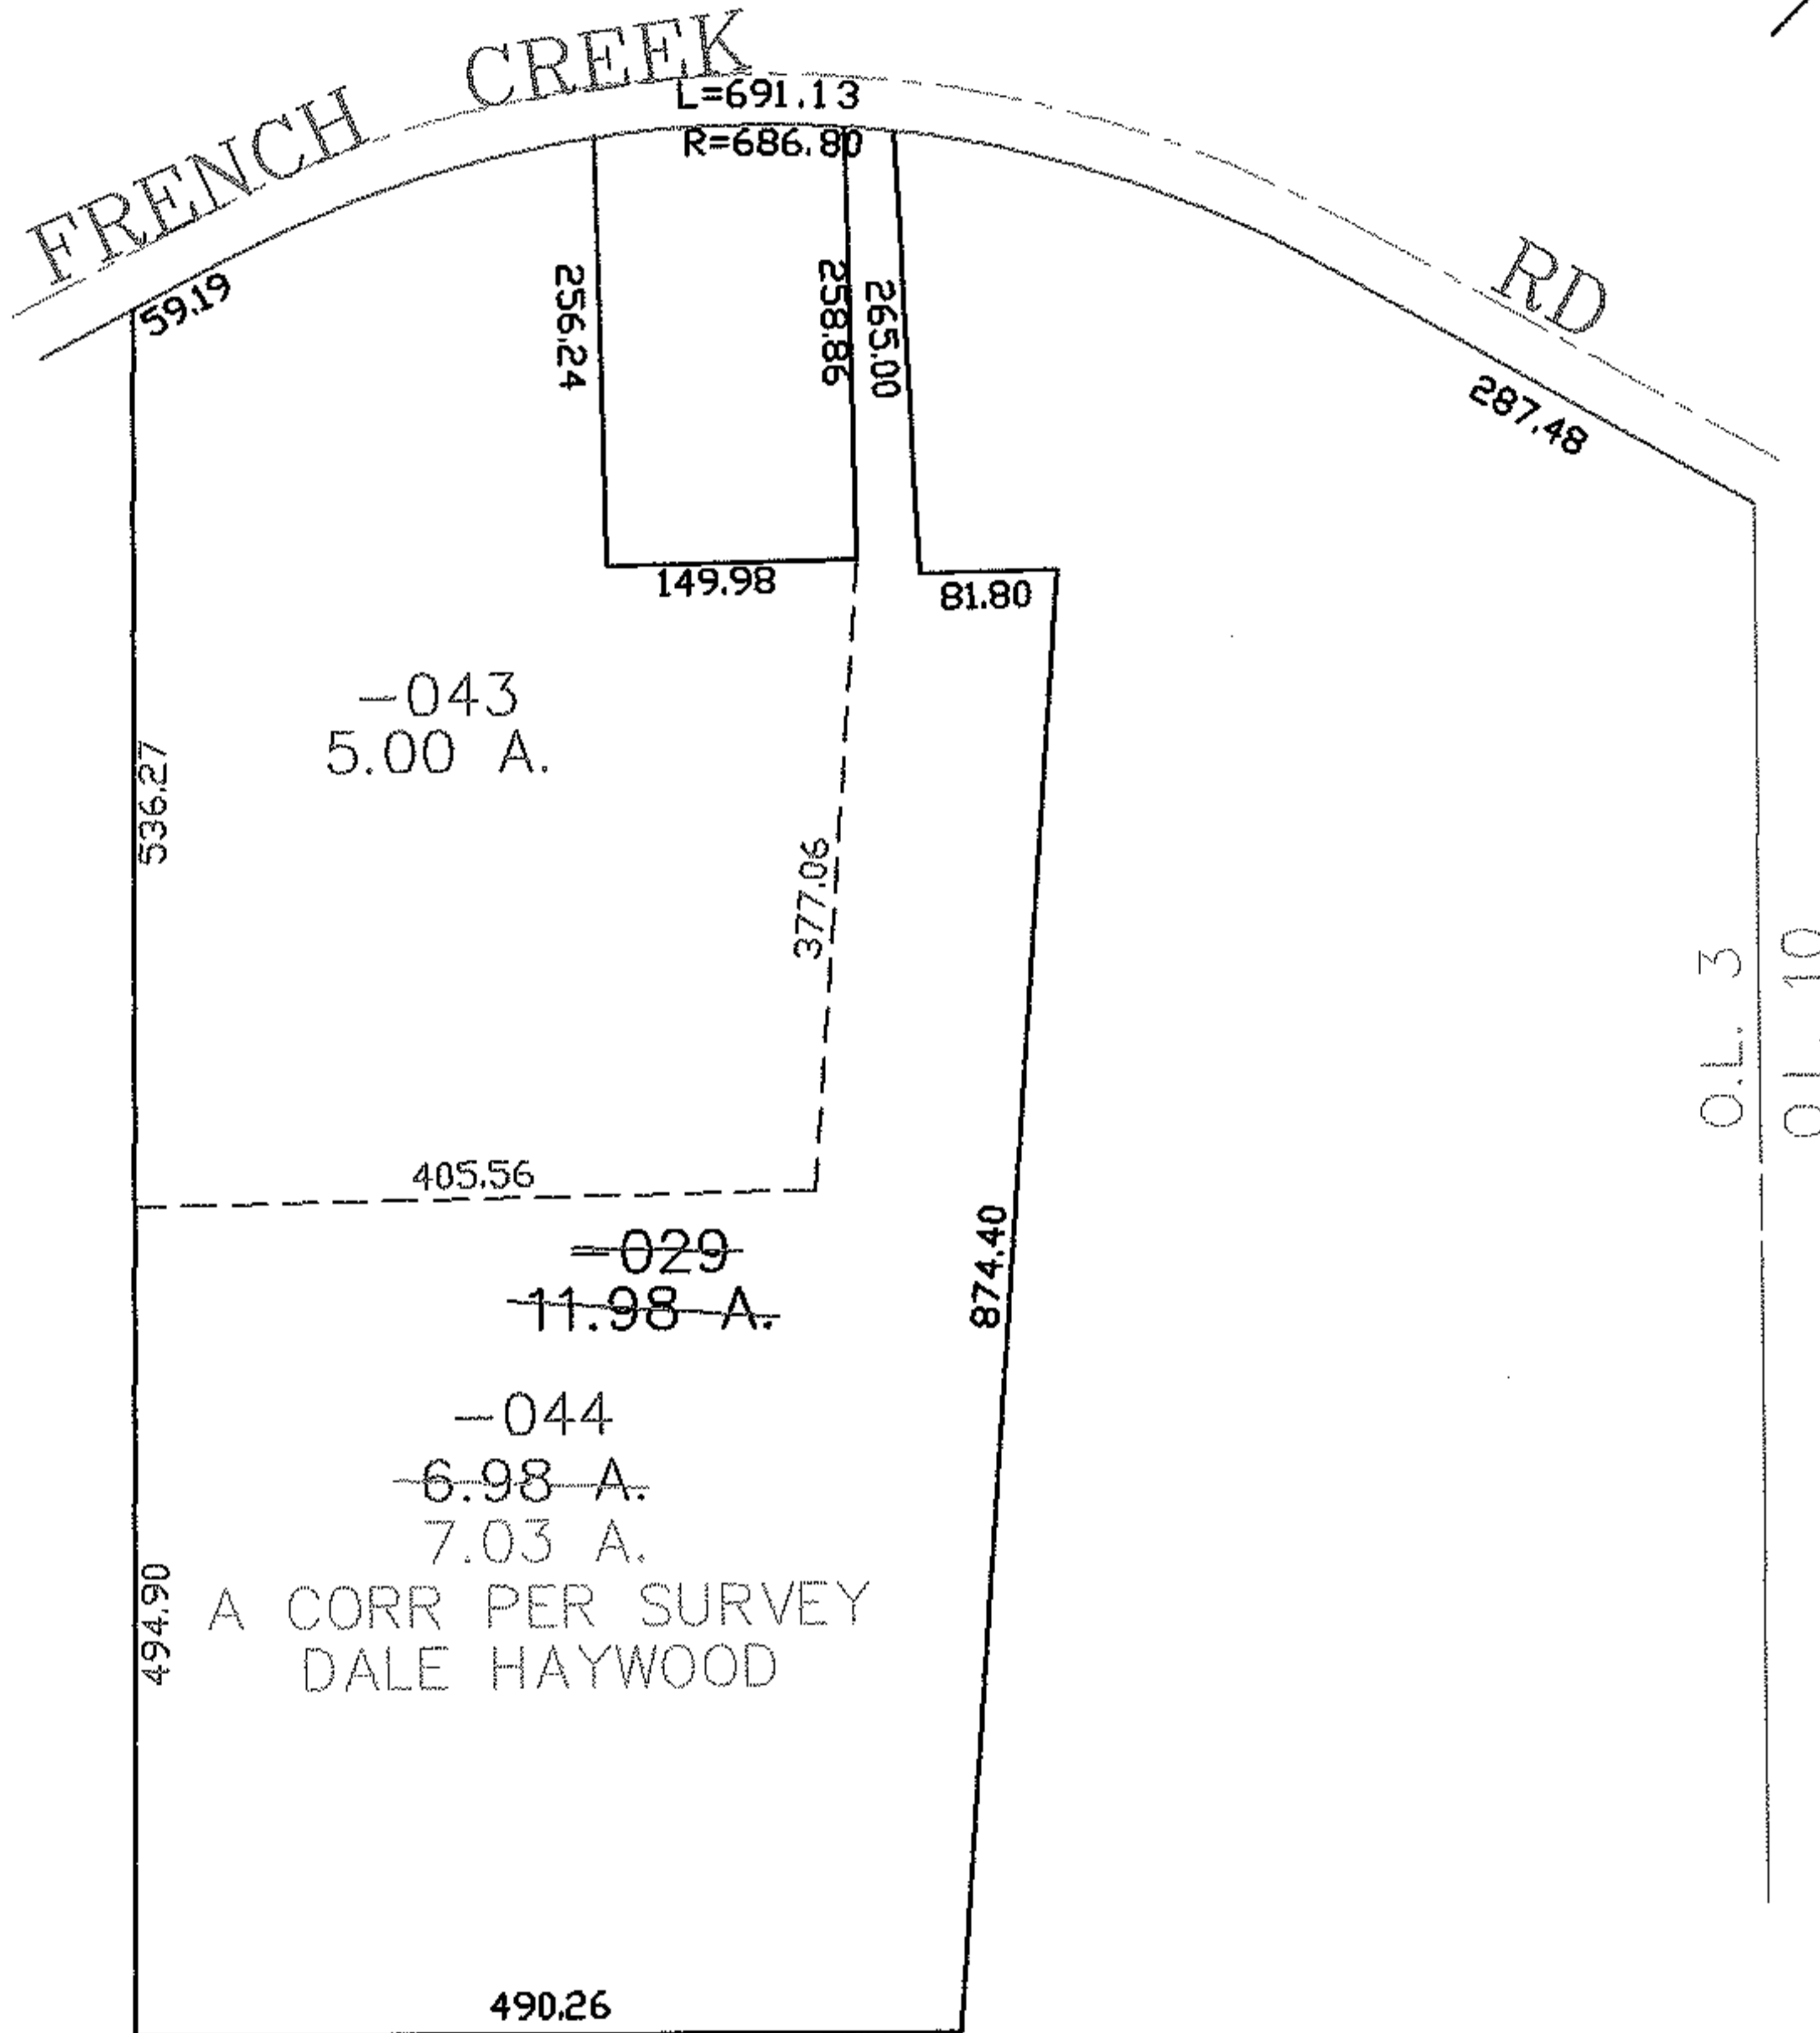 FRENCH CREEK RD
L=691.13
R=686.80
59.19
256.24
258.86
265.00
287.48
149.98
81.80
-043
5.00 A.
536.27
377.06
O.L. 3
O.L. 10
405.56
-029
11.98 A.
874.40
-044
6.98 A.
7.03 A.
494.90
A CORR PER SURVEY
DALE HAYWOOD
490.26